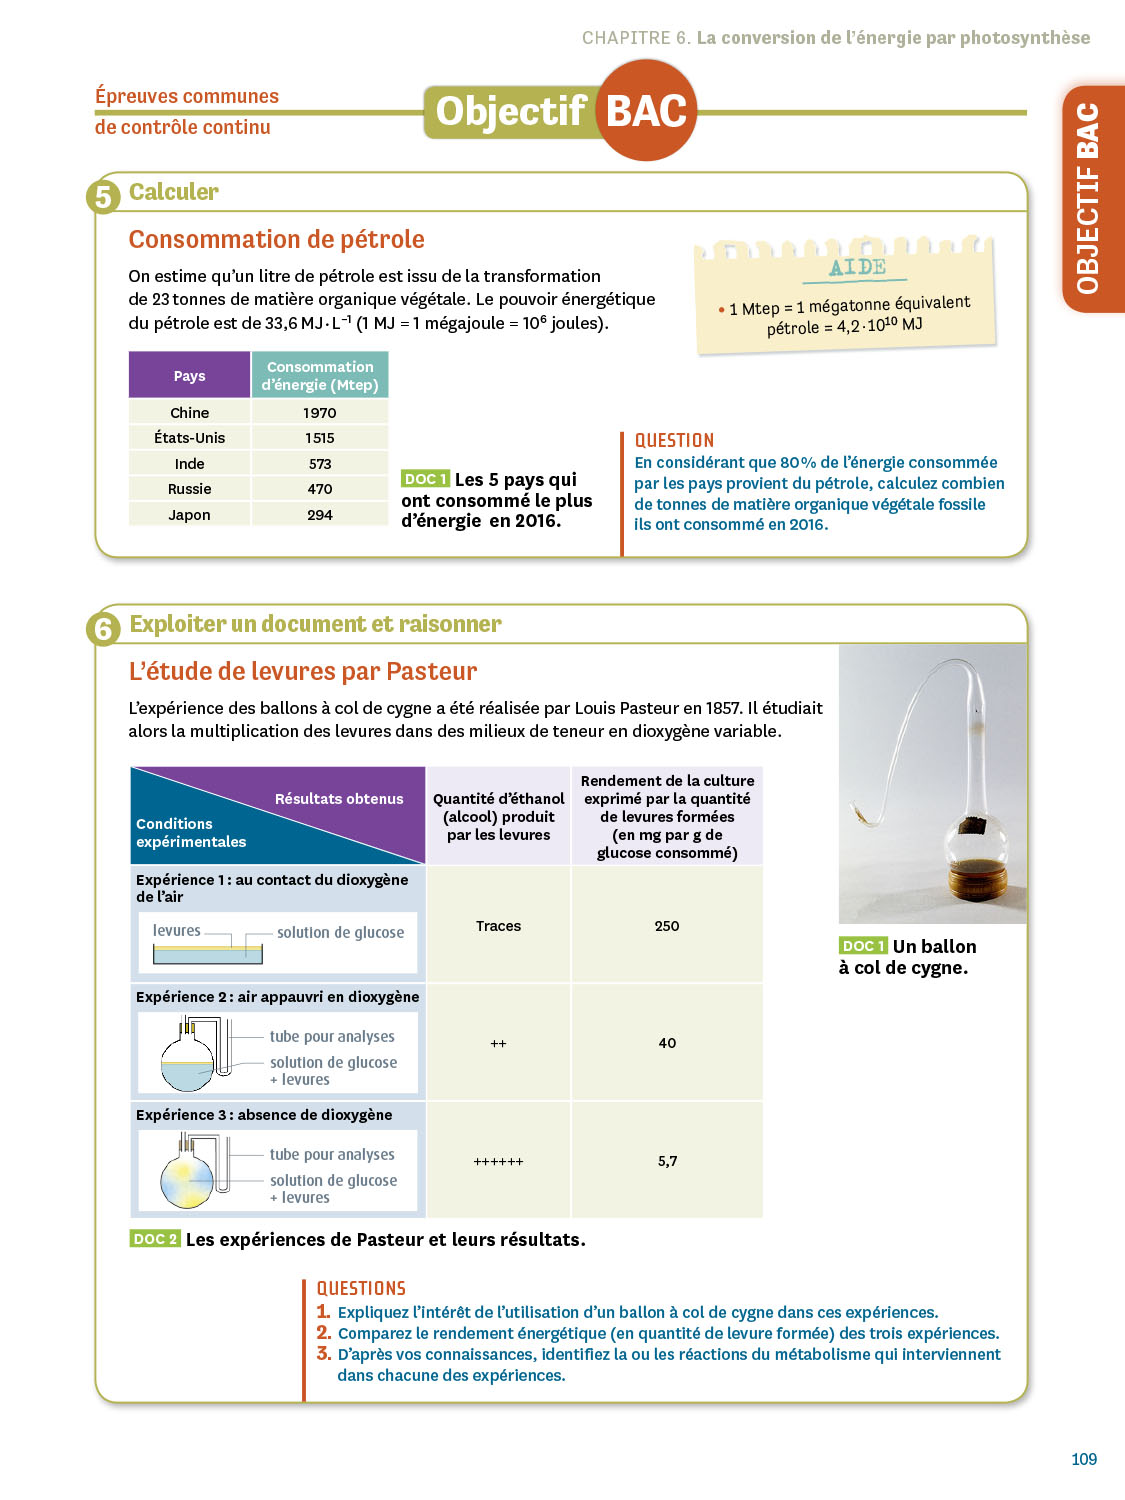 CHAPITRE 6. La conversion de l'énergie par photosynthèse
Épreuves communes
de contrôle continu
Objectif BAC
OBJECTIF BAC
5 Calculer
Consommation de pétrole
On estime qu'un litre de pétrole est issu de la transformation
de 23 tonnes de matière organique végétale. Le pouvoir énergétique
du pétrole est de 33,6 MJ·L⁻¹ (1 MJ = 1 mégajoule = 10⁶ joules).
AIDE
• 1 Mtep = 1 mégatonne équivalent
pétrole = 4,2·10¹⁰ MJ
Pays
Consommation
d'énergie (Mtep)
Chine 1 970
États-Unis 1 515
Inde 573
Russie 470
Japon 294
DOC 1 Les 5 pays qui
ont consommé le plus
d'énergie en 2016.
QUESTION
En considérant que 80 % de l'énergie consommée
par les pays provient du pétrole, calculez combien
de tonnes de matière organique végétale fossile
ils ont consommé en 2016.
6 Exploiter un document et raisonner
L'étude de levures par Pasteur
L'expérience des ballons à col de cygne a été réalisée par Louis Pasteur en 1857. Il étudiait
alors la multiplication des levures dans des milieux de teneur en dioxygène variable.
Résultats obtenus
Conditions
expérimentales
Quantité d'éthanol
(alcool) produit
par les levures
Rendement de la culture
exprimé par la quantité
de levures formées
(en mg par g de
glucose consommé)
Expérience 1 : au contact du dioxygène
de l'air
levures
solution de glucose
Traces
250
Expérience 2 : air appauvri en dioxygène
tube pour analyses
solution de glucose
+ levures
++
40
Expérience 3 : absence de dioxygène
tube pour analyses
solution de glucose
+ levures
++++++
5,7
DOC 1 Un ballon
à col de cygne.
DOC 2 Les expériences de Pasteur et leurs résultats.
QUESTIONS
1. Expliquez l'intérêt de l'utilisation d'un ballon à col de cygne dans ces expériences.
2. Comparez le rendement énergétique (en quantité de levure formée) des trois expériences.
3. D'après vos connaissances, identifiez la ou les réactions du métabolisme qui interviennent
dans chacune des expériences.
109